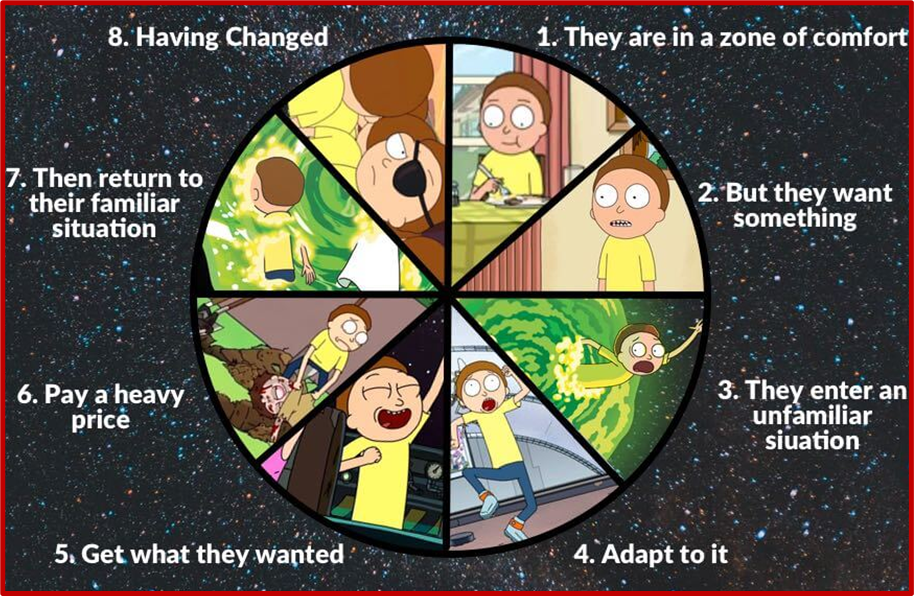 1. They are in a zone of comfort
2. But they want
something
3. They enter an
unfamiliar
siuation
4. Adapt to it
5. Get what they wanted
6. Pay a heavy
price
7. Then return to
their familiar
situation
8. Having Changed